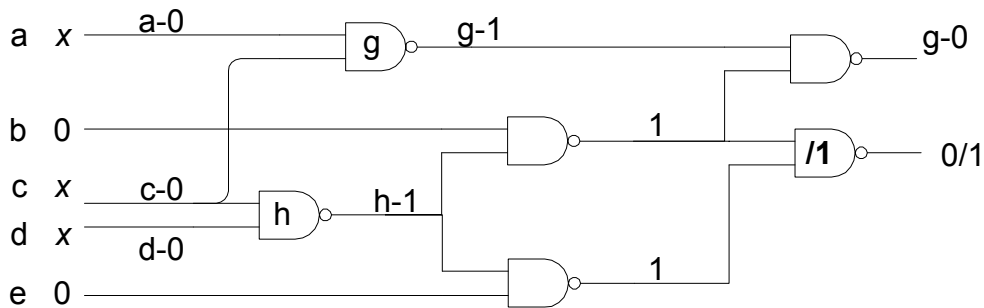 a x a-0 g g-1 g-0
b 0 1 /1 0/1
c x c-0
h h-1
d x d-0
e 0 1